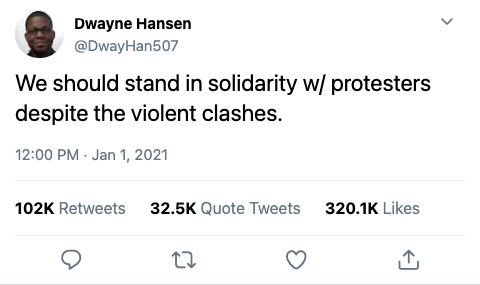 Dwayne Hansen
@DwayHan507
We should stand in solidarity w/ protesters
despite the violent clashes.
12:00 PM · Jan 1, 2021
102K Retweets 32.5K Quote Tweets 320.1K Likes